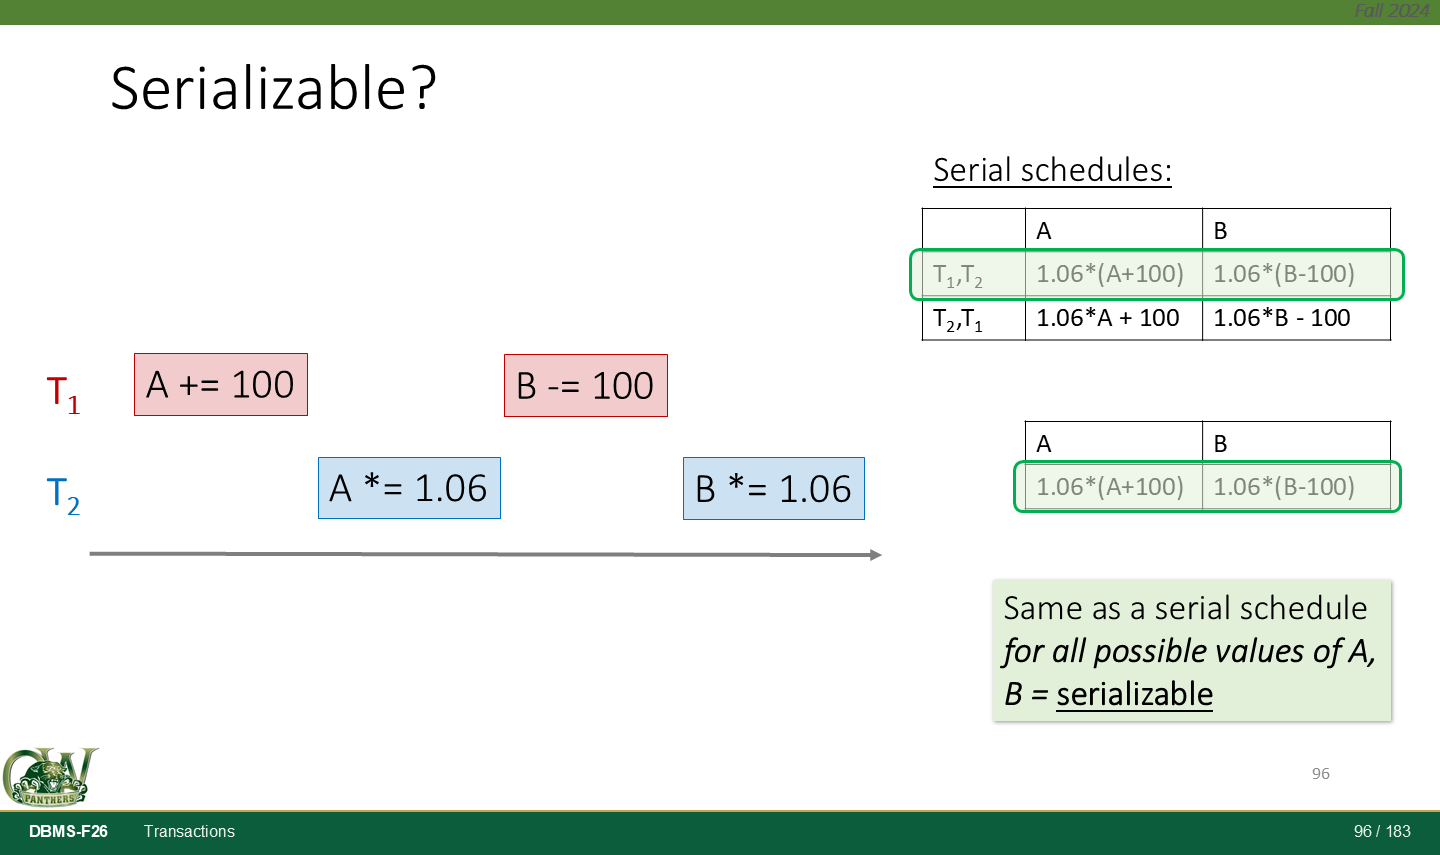 Fall 2024
Serializable?
Serial schedules:
A B
T1,T2 1.06*(A+100) 1.06*(B-100)
T2,T1 1.06*A + 100 1.06*B - 100
T1 A += 100 B -= 100
T2 A *= 1.06 B *= 1.06
A B
1.06*(A+100) 1.06*(B-100)
Same as a serial schedule
for all possible values of A,
B = serializable
96
OW
PANTHERS
DBMS-F26 Transactions 96 / 183